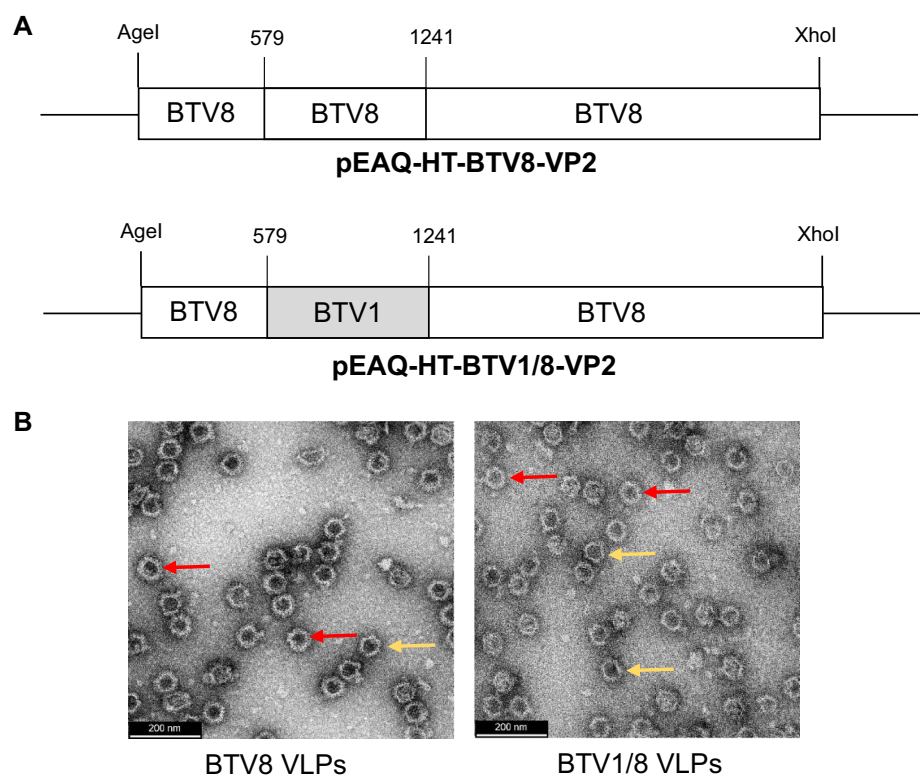 A
AgeI 579 1241 XhoI
BTV8 BTV8 BTV8
pEAQ-HT-BTV8-VP2
AgeI 579 1241 XhoI
BTV8 BTV1 BTV8
pEAQ-HT-BTV1/8-VP2
B
200 nm 200 nm
BTV8 VLPs BTV1/8 VLPs